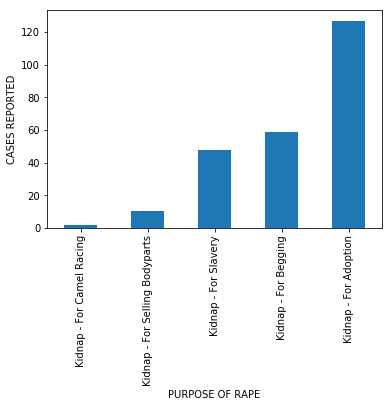 120
100
80
60
40
20
0
CASES REPORTED
Kidnap - For Camel Racing
Kidnap - For Selling Bodyparts
Kidnap - For Slavery
Kidnap - For Begging
Kidnap - For Adoption
PURPOSE OF RAPE